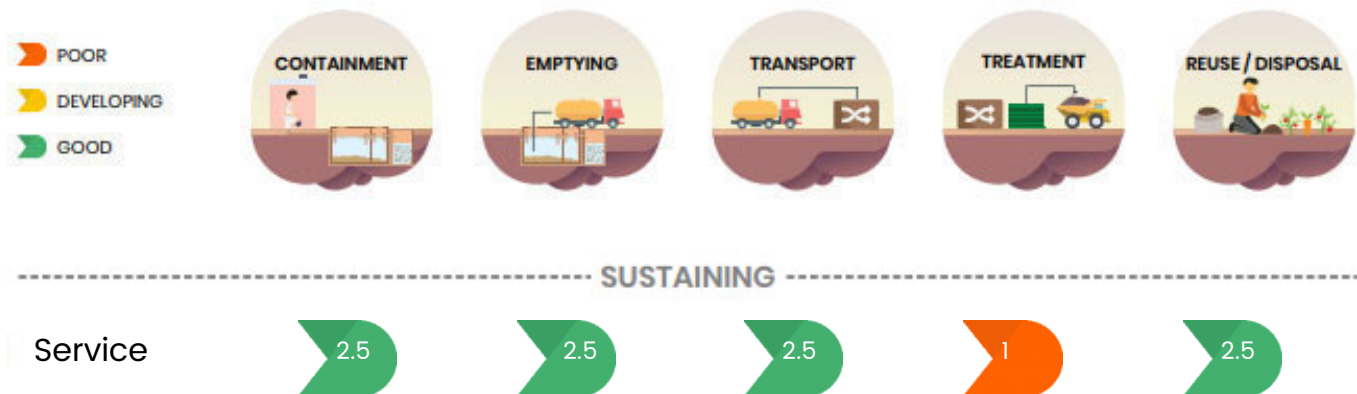 POOR
DEVELOPING
GOOD
CONTAINMENT
EMPTYING
TRANSPORT
TREATMENT
REUSE / DISPOSAL
SUSTAINING
Service
2.5
2.5
2.5
1
2.5